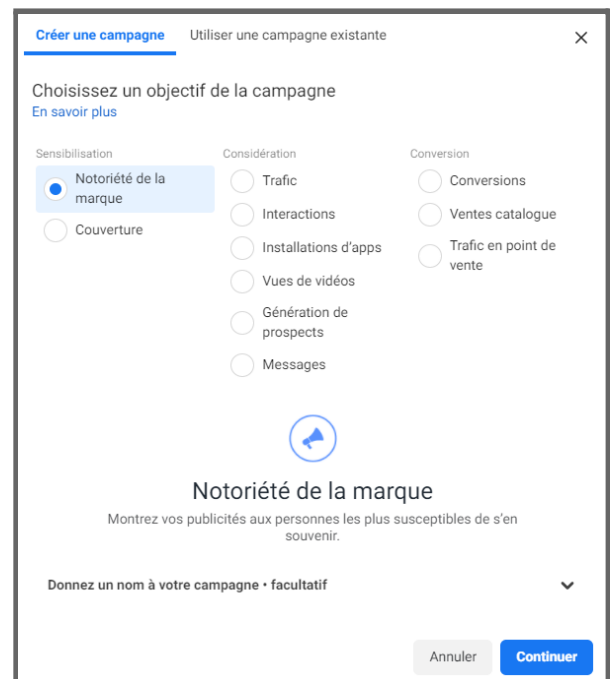 Créer une campagne
Utiliser une campagne existante
Choisissez un objectif de la campagne
En savoir plus
Sensibilisation
Notoriété de la
marque
Couverture
Considération
Trafic
Interactions
Installations d'apps
Vues de vidéos
Génération de
prospects
Messages
Conversion
Conversions
Ventes catalogue
Trafic en point de
vente
Notoriété de la marque
Montrez vos publicités aux personnes les plus susceptibles de s'en
souvenir.
Donnez un nom à votre campagne • facultatif
Annuler
Continuer